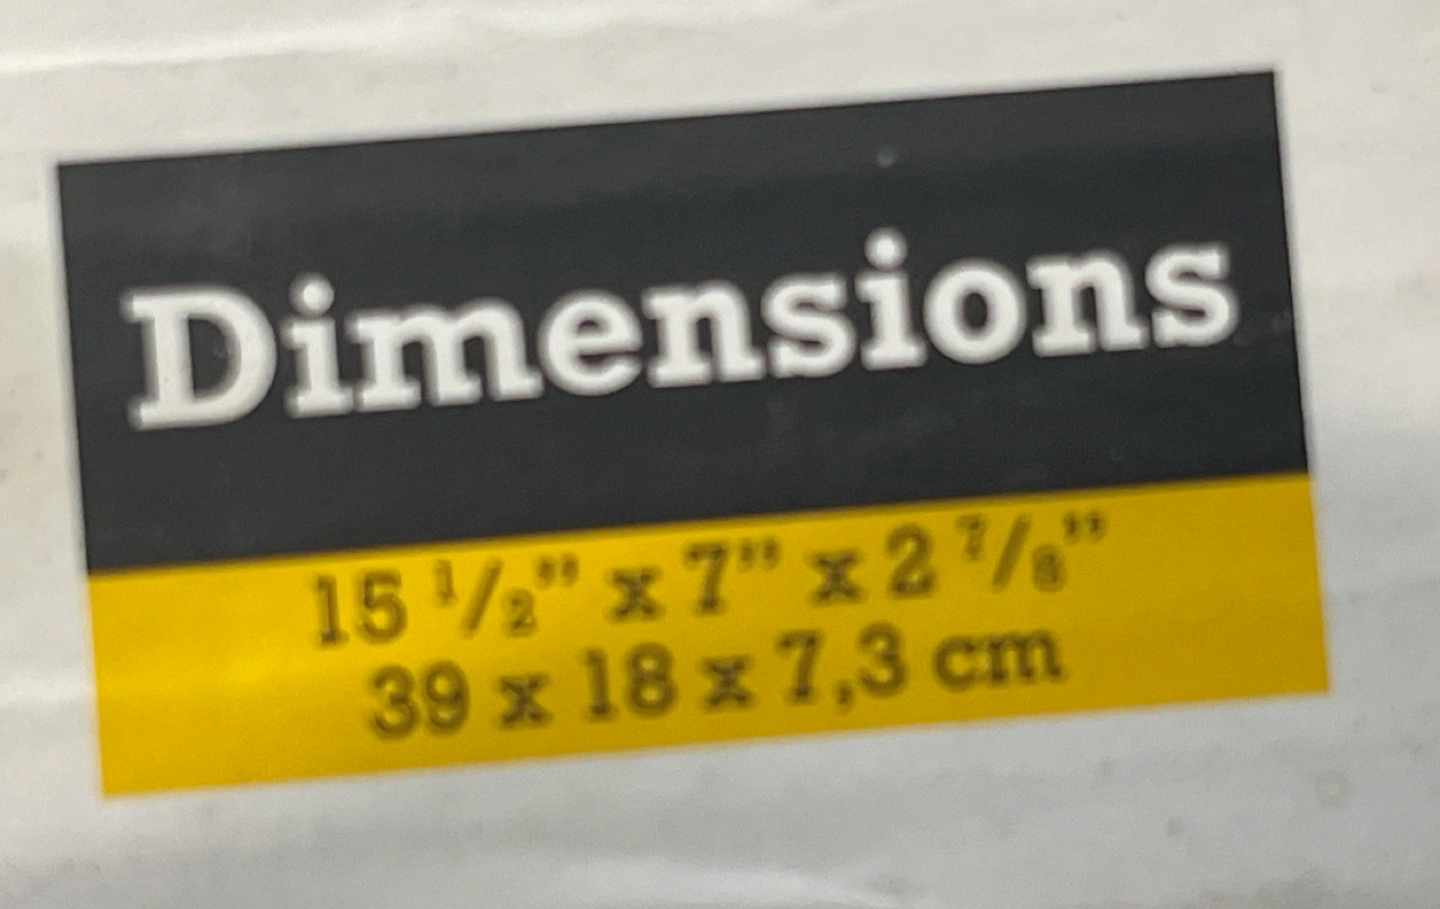 Dimensions
15 1/2” x 7” x 2 7/8”
39 x 18 x 7,3 cm